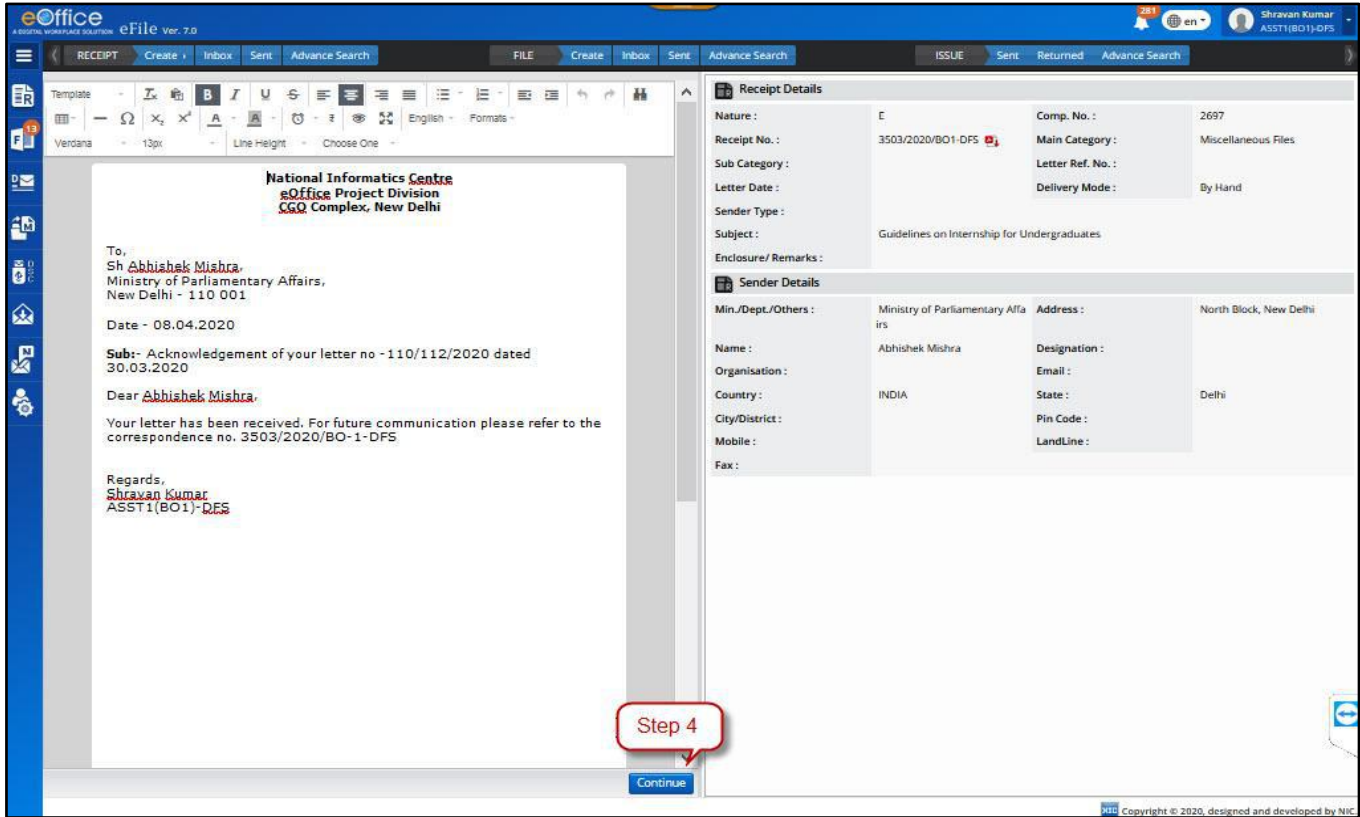 eOffice
A DIGITAL WORKPLACE SOLUTION eFile Ver. 7.0
281
en
Shravan Kumar
ASST1(BO1)-DFS
RECEIPT Create Inbox Sent Advance Search FILE Create Inbox Sent Advance Search ISSUE Sent Returned Advance Search
Template B I U S
Ω X₂ X² A A English Formats
Verdana 13px Line Height Choose One
13
DSC
National Informatics Centre
eOffice Project Division
CGO Complex, New Delhi
To,
Sh Abhishek Mishra,
Ministry of Parliamentary Affairs,
New Delhi - 110 001
Date - 08.04.2020
Sub:- Acknowledgement of your letter no -110/112/2020 dated
30.03.2020
Dear Abhishek Mishra,
Your letter has been received. For future communication please refer to the
correspondence no. 3503/2020/BO-1-DFS
Regards,
Shravan Kumar
ASST1(BO1)-DFS
Step 4
Continue
Receipt Details
Nature : E Comp. No. : 2697
Receipt No. : 3503/2020/BO1-DFS Main Category : Miscellaneous Files
Sub Category : Letter Ref. No. :
Letter Date : Delivery Mode : By Hand
Sender Type :
Subject : Guidelines on Internship for Undergraduates
Enclosure/ Remarks :
Sender Details
Min./Dept./Others : Ministry of Parliamentary Affa Address : North Block, New Delhi
irs
Name : Abhishek Mishra Designation :
Organisation : Email :
Country : INDIA State : Delhi
City/District : Pin Code :
Mobile : LandLine :
Fax :
NIC Copyright © 2020, designed and developed by NIC.